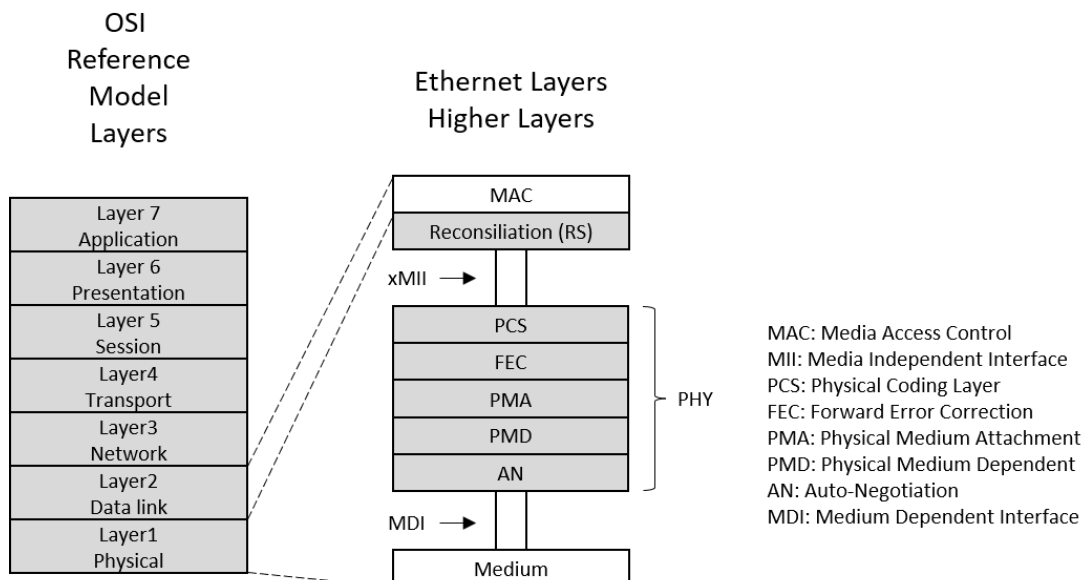 OSI
Reference
Model
Layers
Ethernet Layers
Higher Layers
Layer 7
Application
Layer 6
Presentation
Layer 5
Session
Layer4
Transport
Layer3
Network
Layer2
Data link
Layer1
Physical
MAC
Reconsiliation (RS)
xMII
PCS
FEC
PMA
PMD
AN
PHY
MDI
Medium
MAC: Media Access Control
MII: Media Independent Interface
PCS: Physical Coding Layer
FEC: Forward Error Correction
PMA: Physical Medium Attachment
PMD: Physical Medium Dependent
AN: Auto-Negotiation
MDI: Medium Dependent Interface